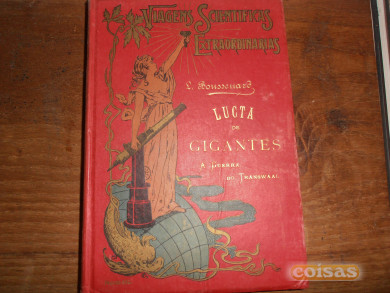 VIAGENS SCIENTIFICAS
EXTRAORDINARIAS
L. Boussenard
LUCTA
DE
GIGANTES
A GUERRA
DO TRANSWAAL
coisas